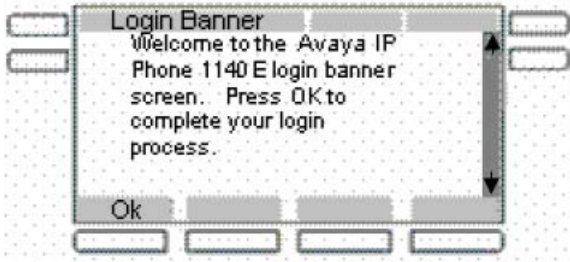 Login Banner
Welcome to the Avaya IP
Phone 1140 E login banner
screen. Press OK to
complete your login
process.
Ok